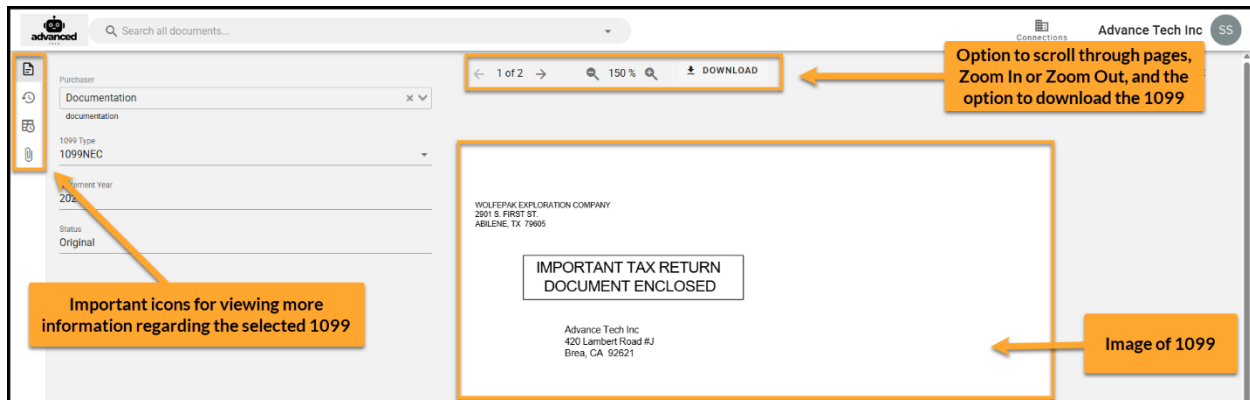 advanced
TECH
Search all documents...
Connections
Advance Tech Inc
SS
Purchaser
Documentation
documentation
1099 Type
1099NEC
Status
Original
1 of 2
150 %
DOWNLOAD
Option to scroll through pages,
Zoom In or Zoom Out, and the
option to download the 1099
WOLFEPAK EXPLORATION COMPANY
2901 S. FIRST ST.
ABILENE, TX 79605
IMPORTANT TAX RETURN
DOCUMENT ENCLOSED
Advance Tech Inc
420 Lambert Road #J
Brea, CA 92621
Important icons for viewing more
information regarding the selected 1099
Image of 1099